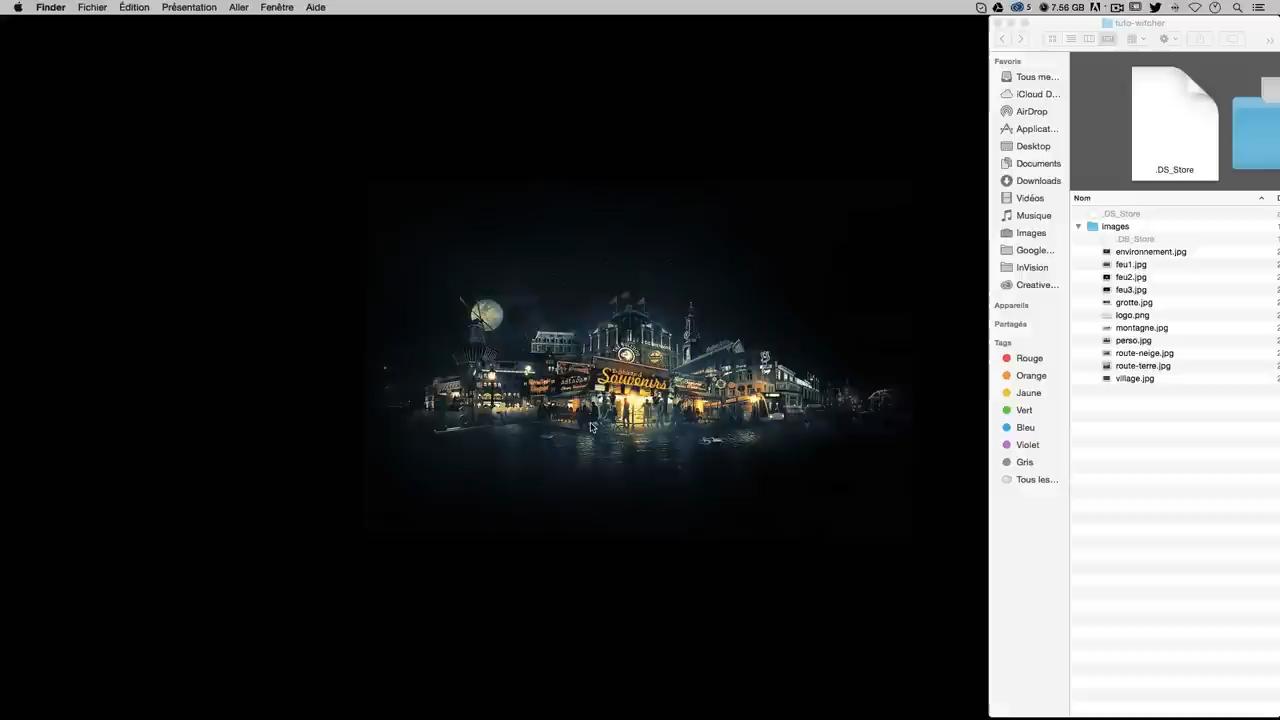 Finder Fichier Édition Présentation Aller Fenêtre Aide 5 7.56 GB
tuto-witcher
Favoris
Tous me...
iCloud D...
AirDrop
Applicat...
Desktop
Documents
Downloads
Vidéos
Musique
Images
Google...
InVision
Creative...
Appareils
Partagés
Tags
Rouge
Orange
Jaune
Vert
Bleu
Violet
Gris
Tous les...
.DS_Store
Nom
.DS_Store
images
.DS_Store
environnement.jpg
feu1.jpg
feu2.jpg
feu3.jpg
grotte.jpg
logo.png
montagne.jpg
perso.jpg
route-neige.jpg
route-terre.jpg
village.jpg
Souvenirs